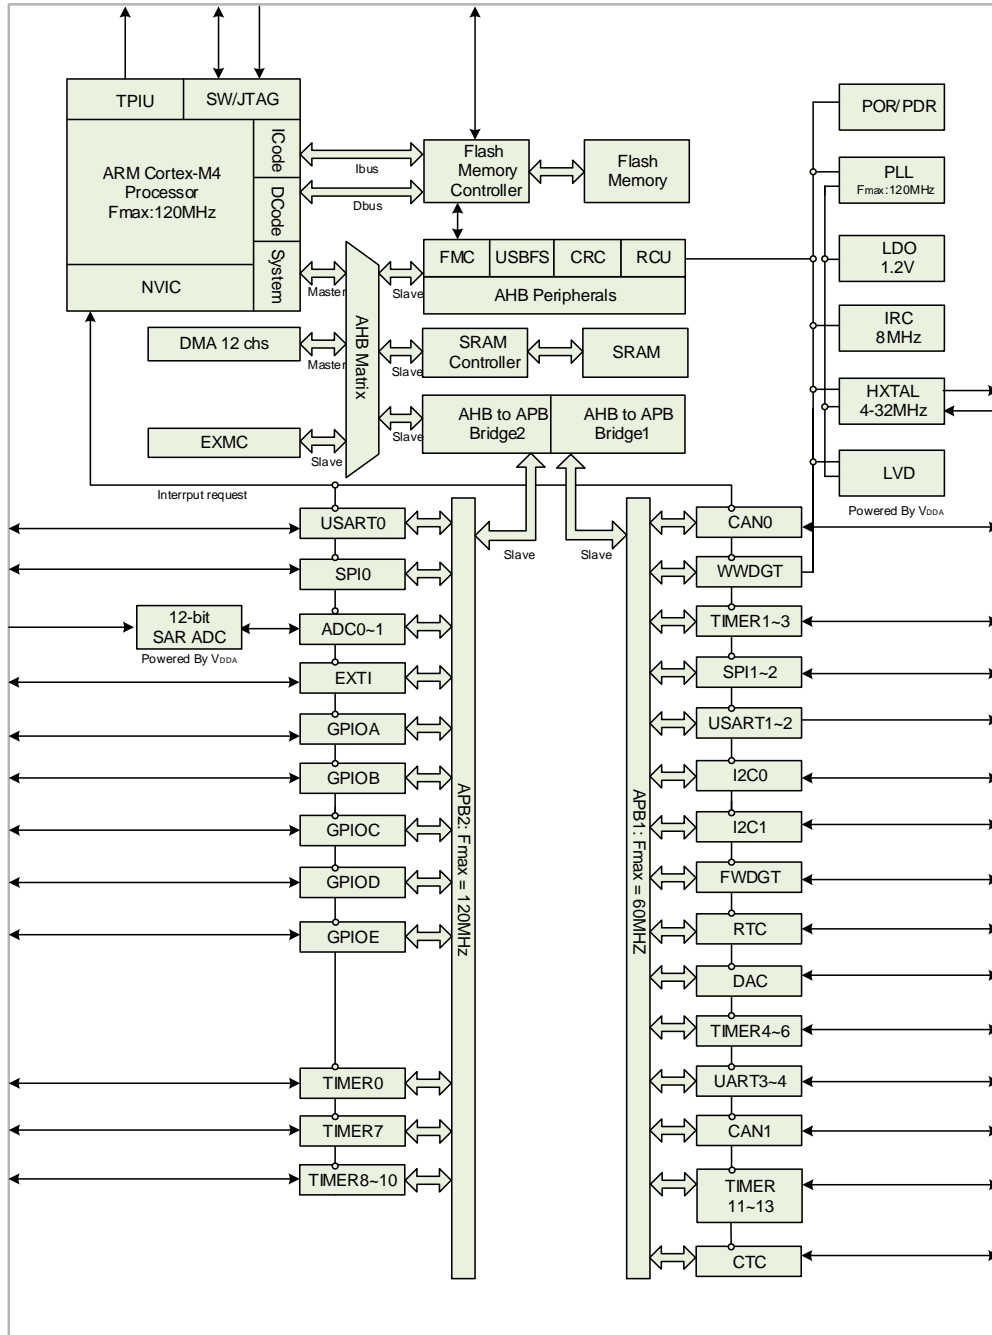 TPIU
SW/JTAG
ARM Cortex-M4
Processor
Fmax:120MHz
ICode
DCode
System
NVIC
Ibus
Dbus
Flash
Memory
Controller
Flash
Memory
FMC
USBFS
CRC
RCU
AHB Peripherals
Master
Slave
AHB Matrix
DMA 12 chs
Master
Slave
SRAM
Controller
SRAM
EXMC
Slave
Slave
AHB to APB
Bridge2
AHB to APB
Bridge1
POR/PDR
PLL
Fmax:120MHz
LDO
1.2V
IRC
8MHz
HXTAL
4-32MHz
LVD
Powered By VDDA
Interrput request
Slave
Slave
USART0
SPI0
12-bit
SAR ADC
Powered By VDDA
ADC0~1
EXTI
GPIOA
GPIOB
GPIOC
GPIOD
GPIOE
TIMER0
TIMER7
TIMER8~10
APB2: Fmax = 120MHz
APB1: Fmax = 60MHZ
CAN0
WWDGT
TIMER1~3
SPI1~2
USART1~2
I2C0
I2C1
FWDGT
RTC
DAC
TIMER4~6
UART3~4
CAN1
TIMER
11~13
CTC